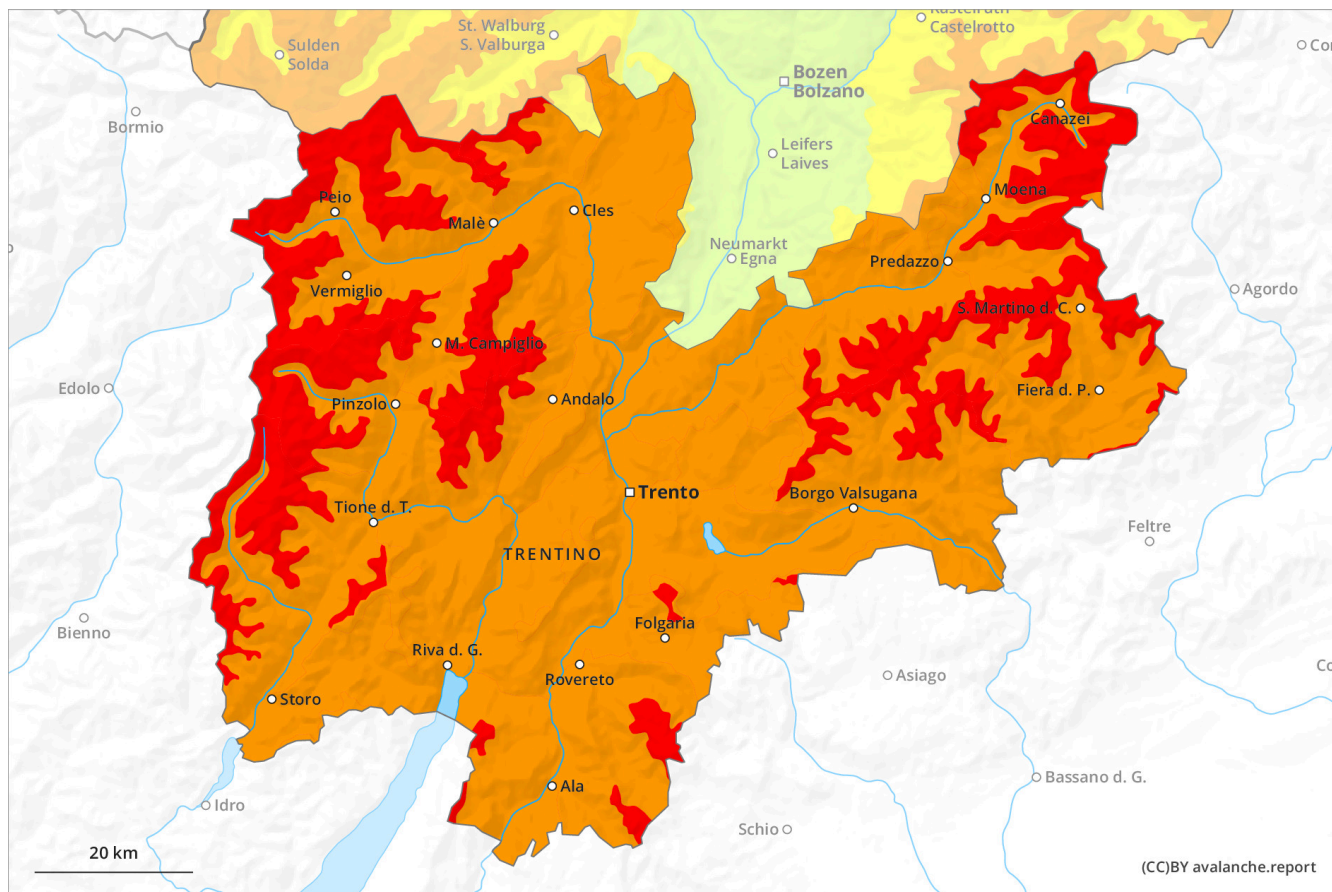 St. Walburg
S. Valburga
Castelrotto
Sulden
Solda
Bozen
Bolzano
Bormio
Canazei
Leifers
Laives
Peio
Moena
Malè
Cles
Neumarkt
Egna
Predazzo
Vermiglio
Agordo
S. Martino d. C.
M. Campiglio
Edolo
Pinzolo
Andalo
Fiera d. P.
Trento
Borgo Valsugana
Tione d. T.
Feltre
TRENTINO
Bienno
Folgaria
Riva d. G.
Rovereto
Asiago
Storo
Ala
Bassano d. G.
Idro
Schio
20 km
(CC)BY avalanche.report